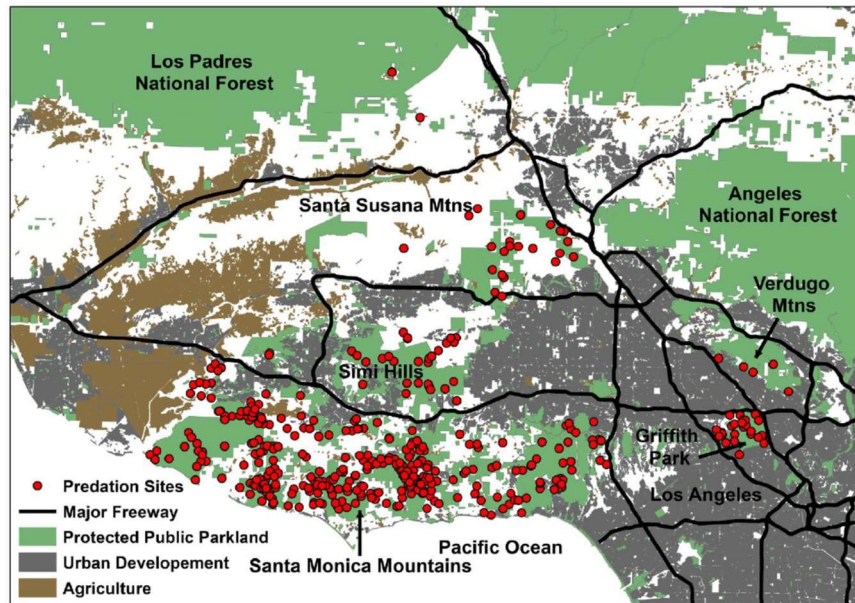 Los Padres
National Forest
Santa Susana Mtns
Angeles
National Forest
Verdugo
Mtns
Simi Hills
Griffith
Park
Los Angeles
Predation Sites
Major Freeway
Protected Public Parkland
Urban Developement
Agriculture
Santa Monica Mountains
Pacific Ocean